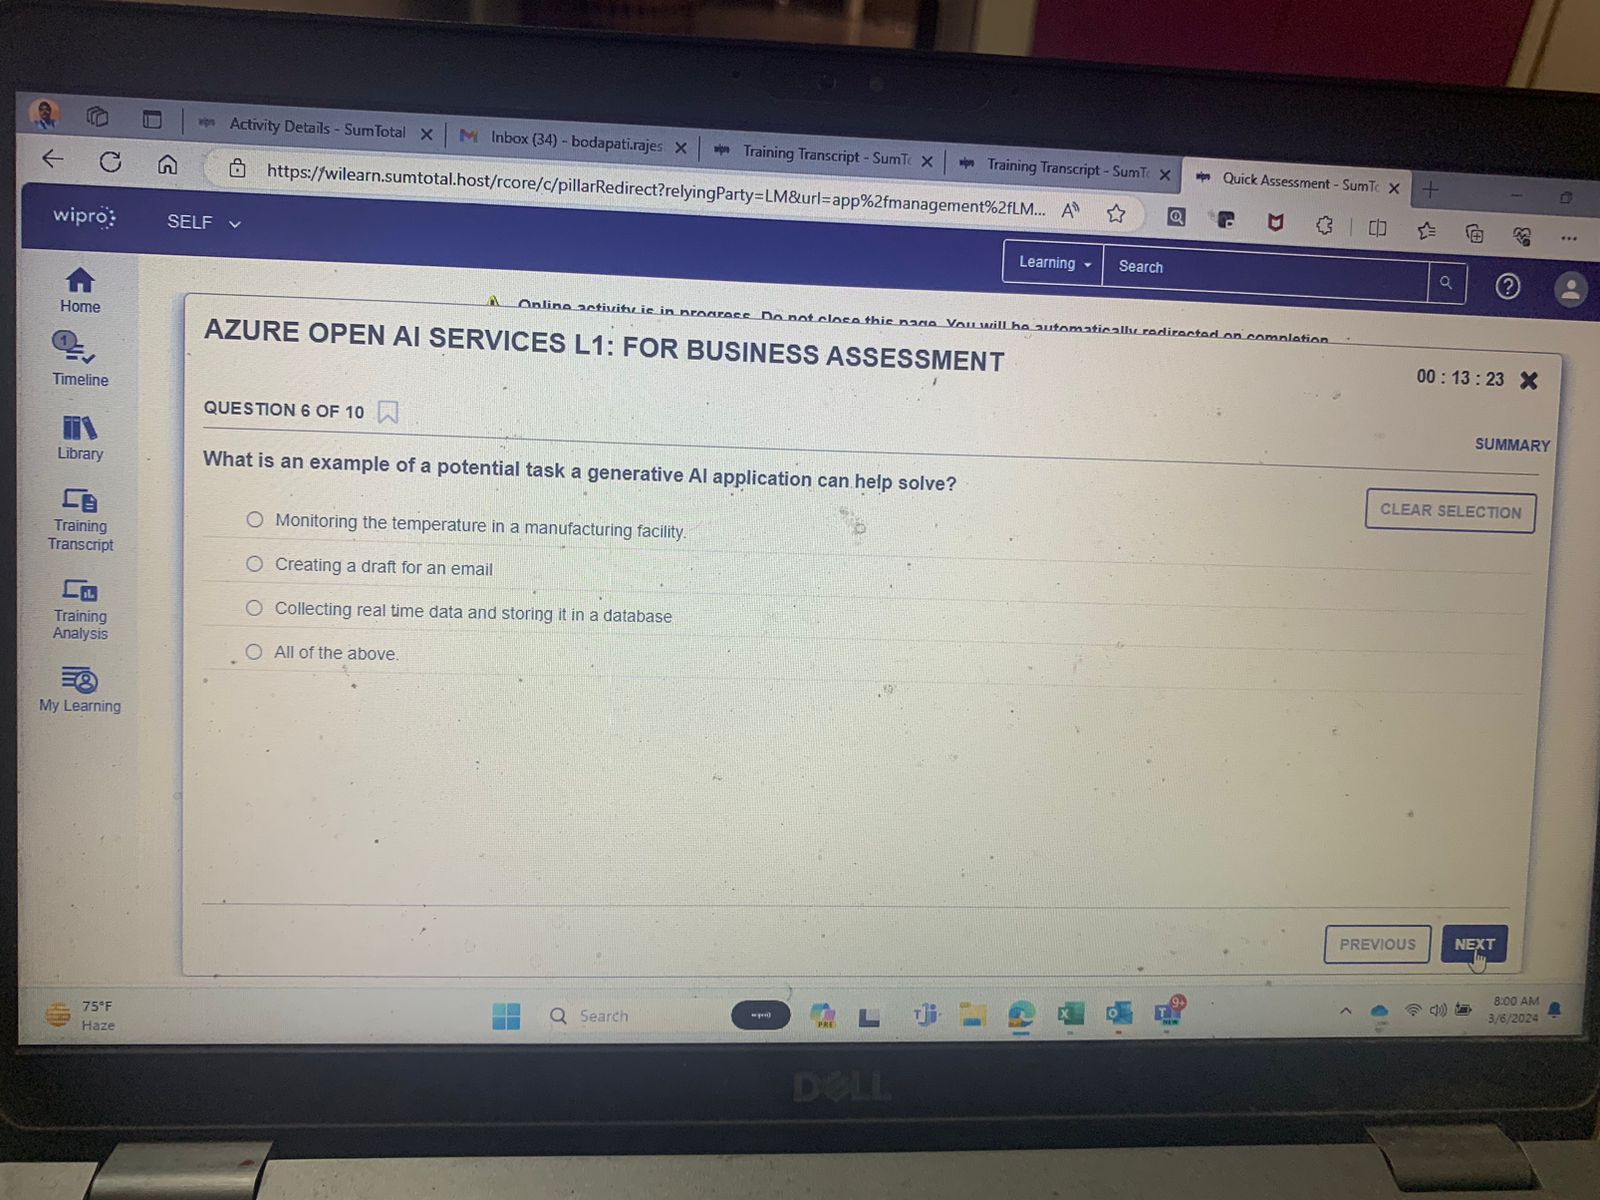 Activity Details - SumTotal
Inbox (34) - bodapati.rajes
Training Transcript - SumTo
Training Transcript - SumTo
Quick Assessment - SumTo
https://wilearn.sumtotal.host/rcore/c/pillarRedirect?relyingParty=LM&url=app%2fmanagement%2fLM...
wipro
SELF
Learning
Search
Home
1
Timeline
Library
Training
Transcript
Training
Analysis
My Learning
Online activity is in progress. Do not close this page. You will be automatically redirected on completion
AZURE OPEN AI SERVICES L1: FOR BUSINESS ASSESSMENT
00 : 13 : 23
QUESTION 6 OF 10
SUMMARY
What is an example of a potential task a generative AI application can help solve?
CLEAR SELECTION
Monitoring the temperature in a manufacturing facility.
Creating a draft for an email
Collecting real time data and storing it in a database
All of the above.
PREVIOUS
NEXT
75°F
Haze
Search
PRE
9+
NEW
8:00 AM
3/6/2024
DELL